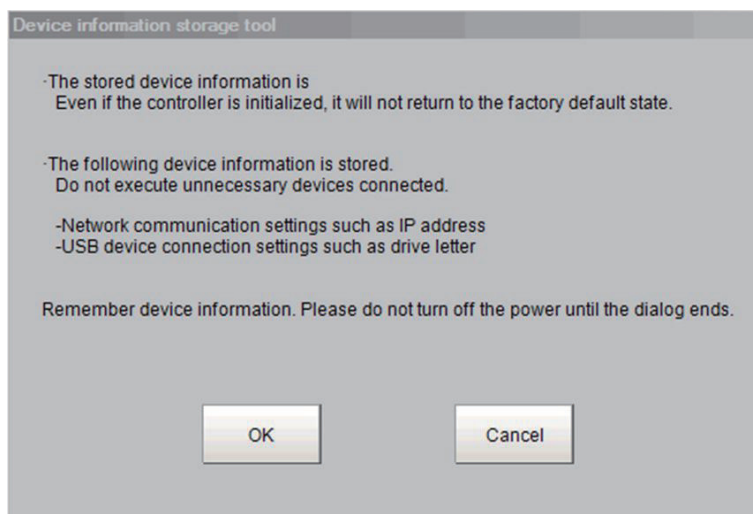 Device information storage tool
·The stored device information is
Even if the controller is initialized, it will not return to the factory default state.
·The following device information is stored.
Do not execute unnecessary devices connected.
-Network communication settings such as IP address
-USB device connection settings such as drive letter
Remember device information. Please do not turn off the power until the dialog ends.
OK
Cancel